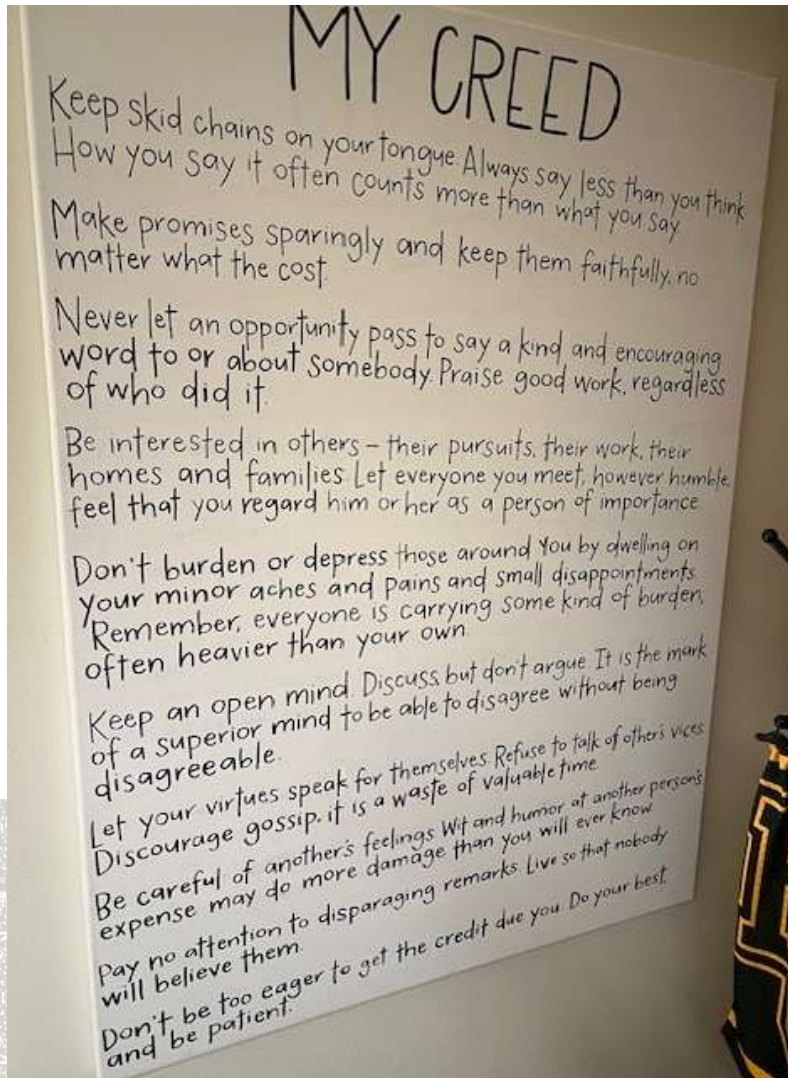 MY CREED
Keep skid chains on your tongue. Always say less than you think
How you say it often counts more than what you say
Make promises sparingly and keep them faithfully, no
matter what the cost.
Never let an opportunity pass to say a kind and encouraging
word to or about somebody. Praise good work, regardless
of who did it.
Be interested in others – their pursuits, their work, their
homes and families Let everyone you meet, however humble,
feel that you regard him or her as a person of importance
Don't burden or depress those around you by dwelling on
your minor aches and pains and small disappointments
Remember, everyone is carrying some kind of burden,
often heavier than your own.
Keep an open mind. Discuss, but don't argue. It is the mark
of a superior mind to be able to disagree without being
disagreeable.
Let your virtues speak for themselves. Refuse to talk of other's vices
Discourage gossip, it is a waste of valuable time
Be careful of another's feelings Wit and humor at another person's
expense may do more damage than you will ever know
Pay no attention to disparaging remarks. Live so that nobody
will believe them.
Don't be too eager to get the credit due you. Do your best,
and be patient.